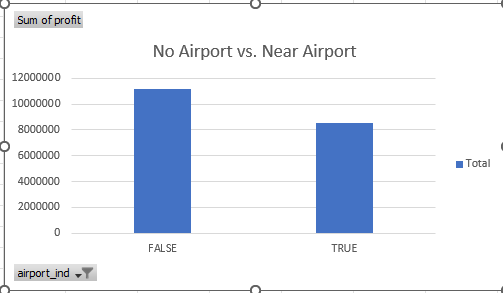 Sum of profit
No Airport vs. Near Airport
12000000
10000000
8000000
6000000
4000000
2000000
0
FALSE
TRUE
Total
airport_ind